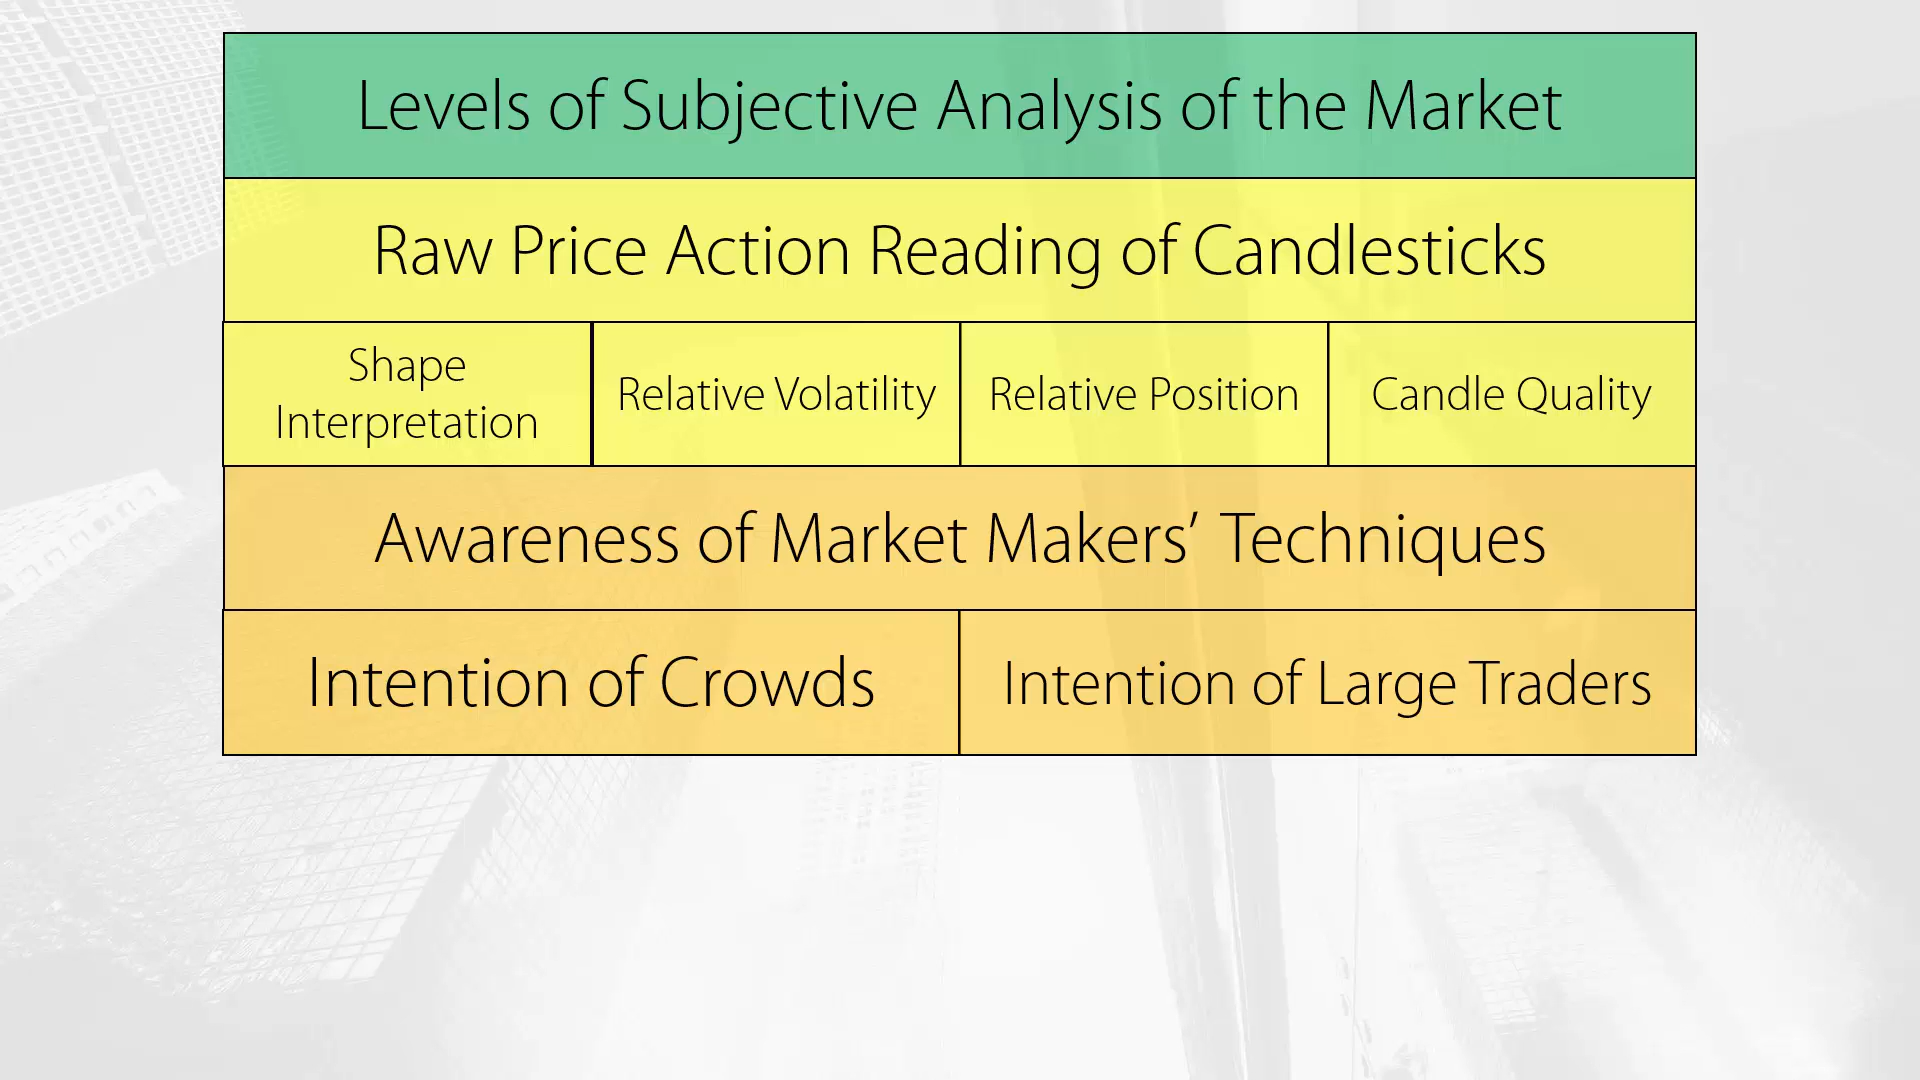 Levels of Subjective Analysis of the Market
Raw Price Action Reading of Candlesticks
Shape
Interpretation
Relative Volatility
Relative Position
Candle Quality
Awareness of Market Makers’ Techniques
Intention of Crowds
Intention of Large Traders